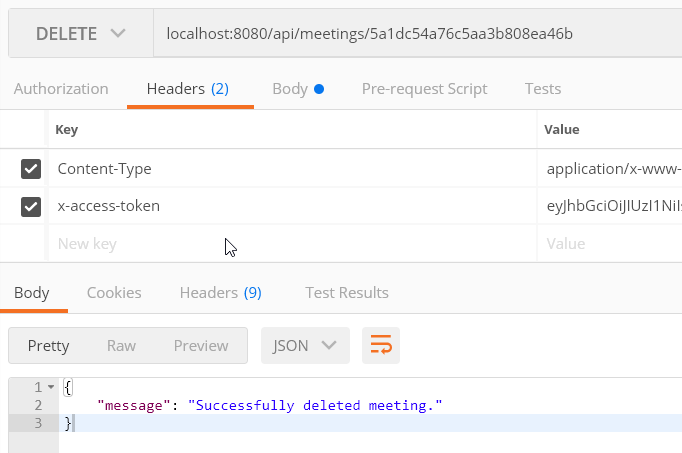 DELETE localhost:8080/api/meetings/5a1dc54a76c5aa3b808ea46b
Authorization Headers (2) Body Pre-request Script Tests
Key Value
Content-Type application/x-www-
x-access-token eyJhbGciOiJIUzI1NiIs
New key Value
Body Cookies Headers (9) Test Results
Pretty Raw Preview JSON
1 {
2 "message": "Successfully deleted meeting."
3 }